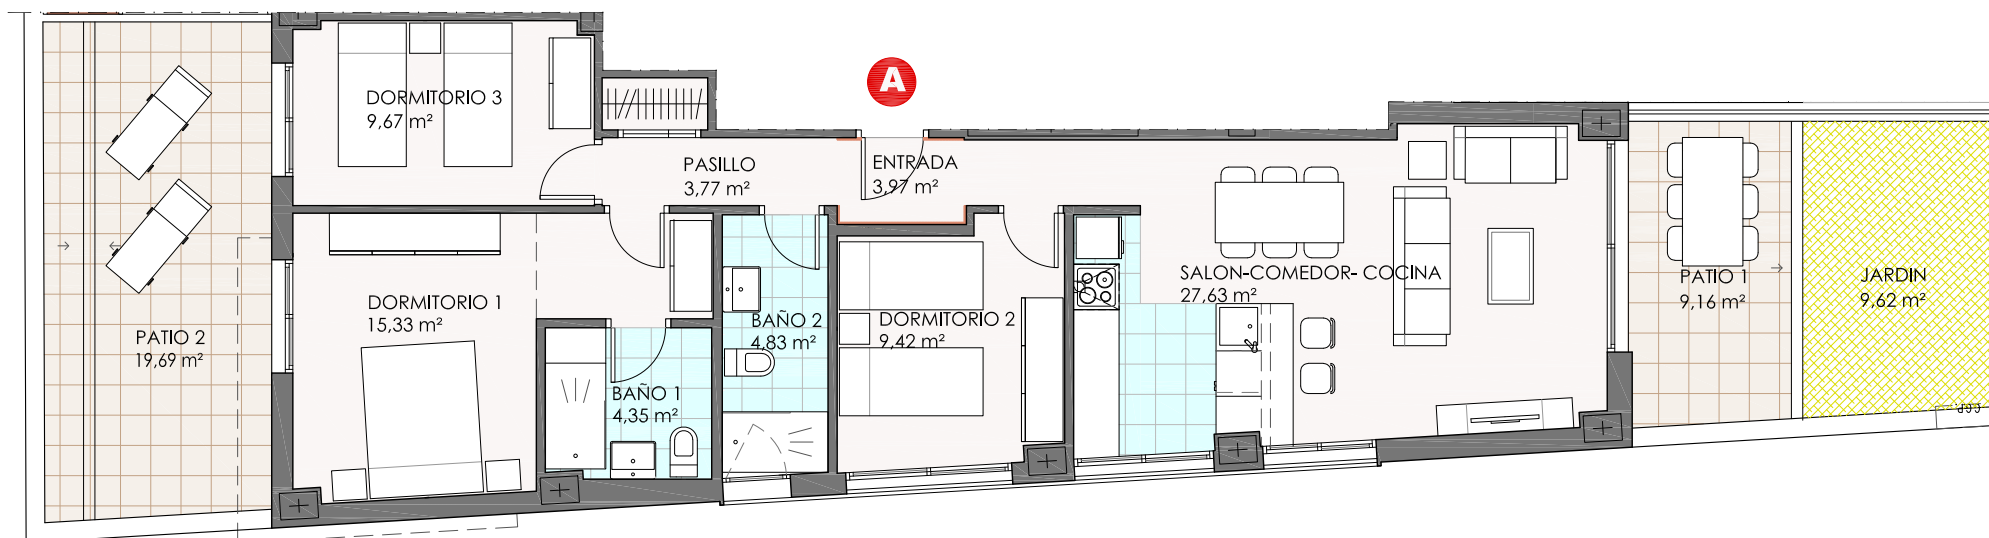 A
DORMITORIO 3
9,67 m²
PASILLO
3,77 m²
ENTRADA
3,97 m²
SALON-COMEDOR- COCINA
27,63 m²
PATIO 1
9,16 m²
JARDIN
9,62 m²
DORMITORIO 1
15,33 m²
PATIO 2
19,69 m²
BAÑO 2
4,83 m²
DORMITORIO 2
9,42 m²
BAÑO 1
4,35 m²